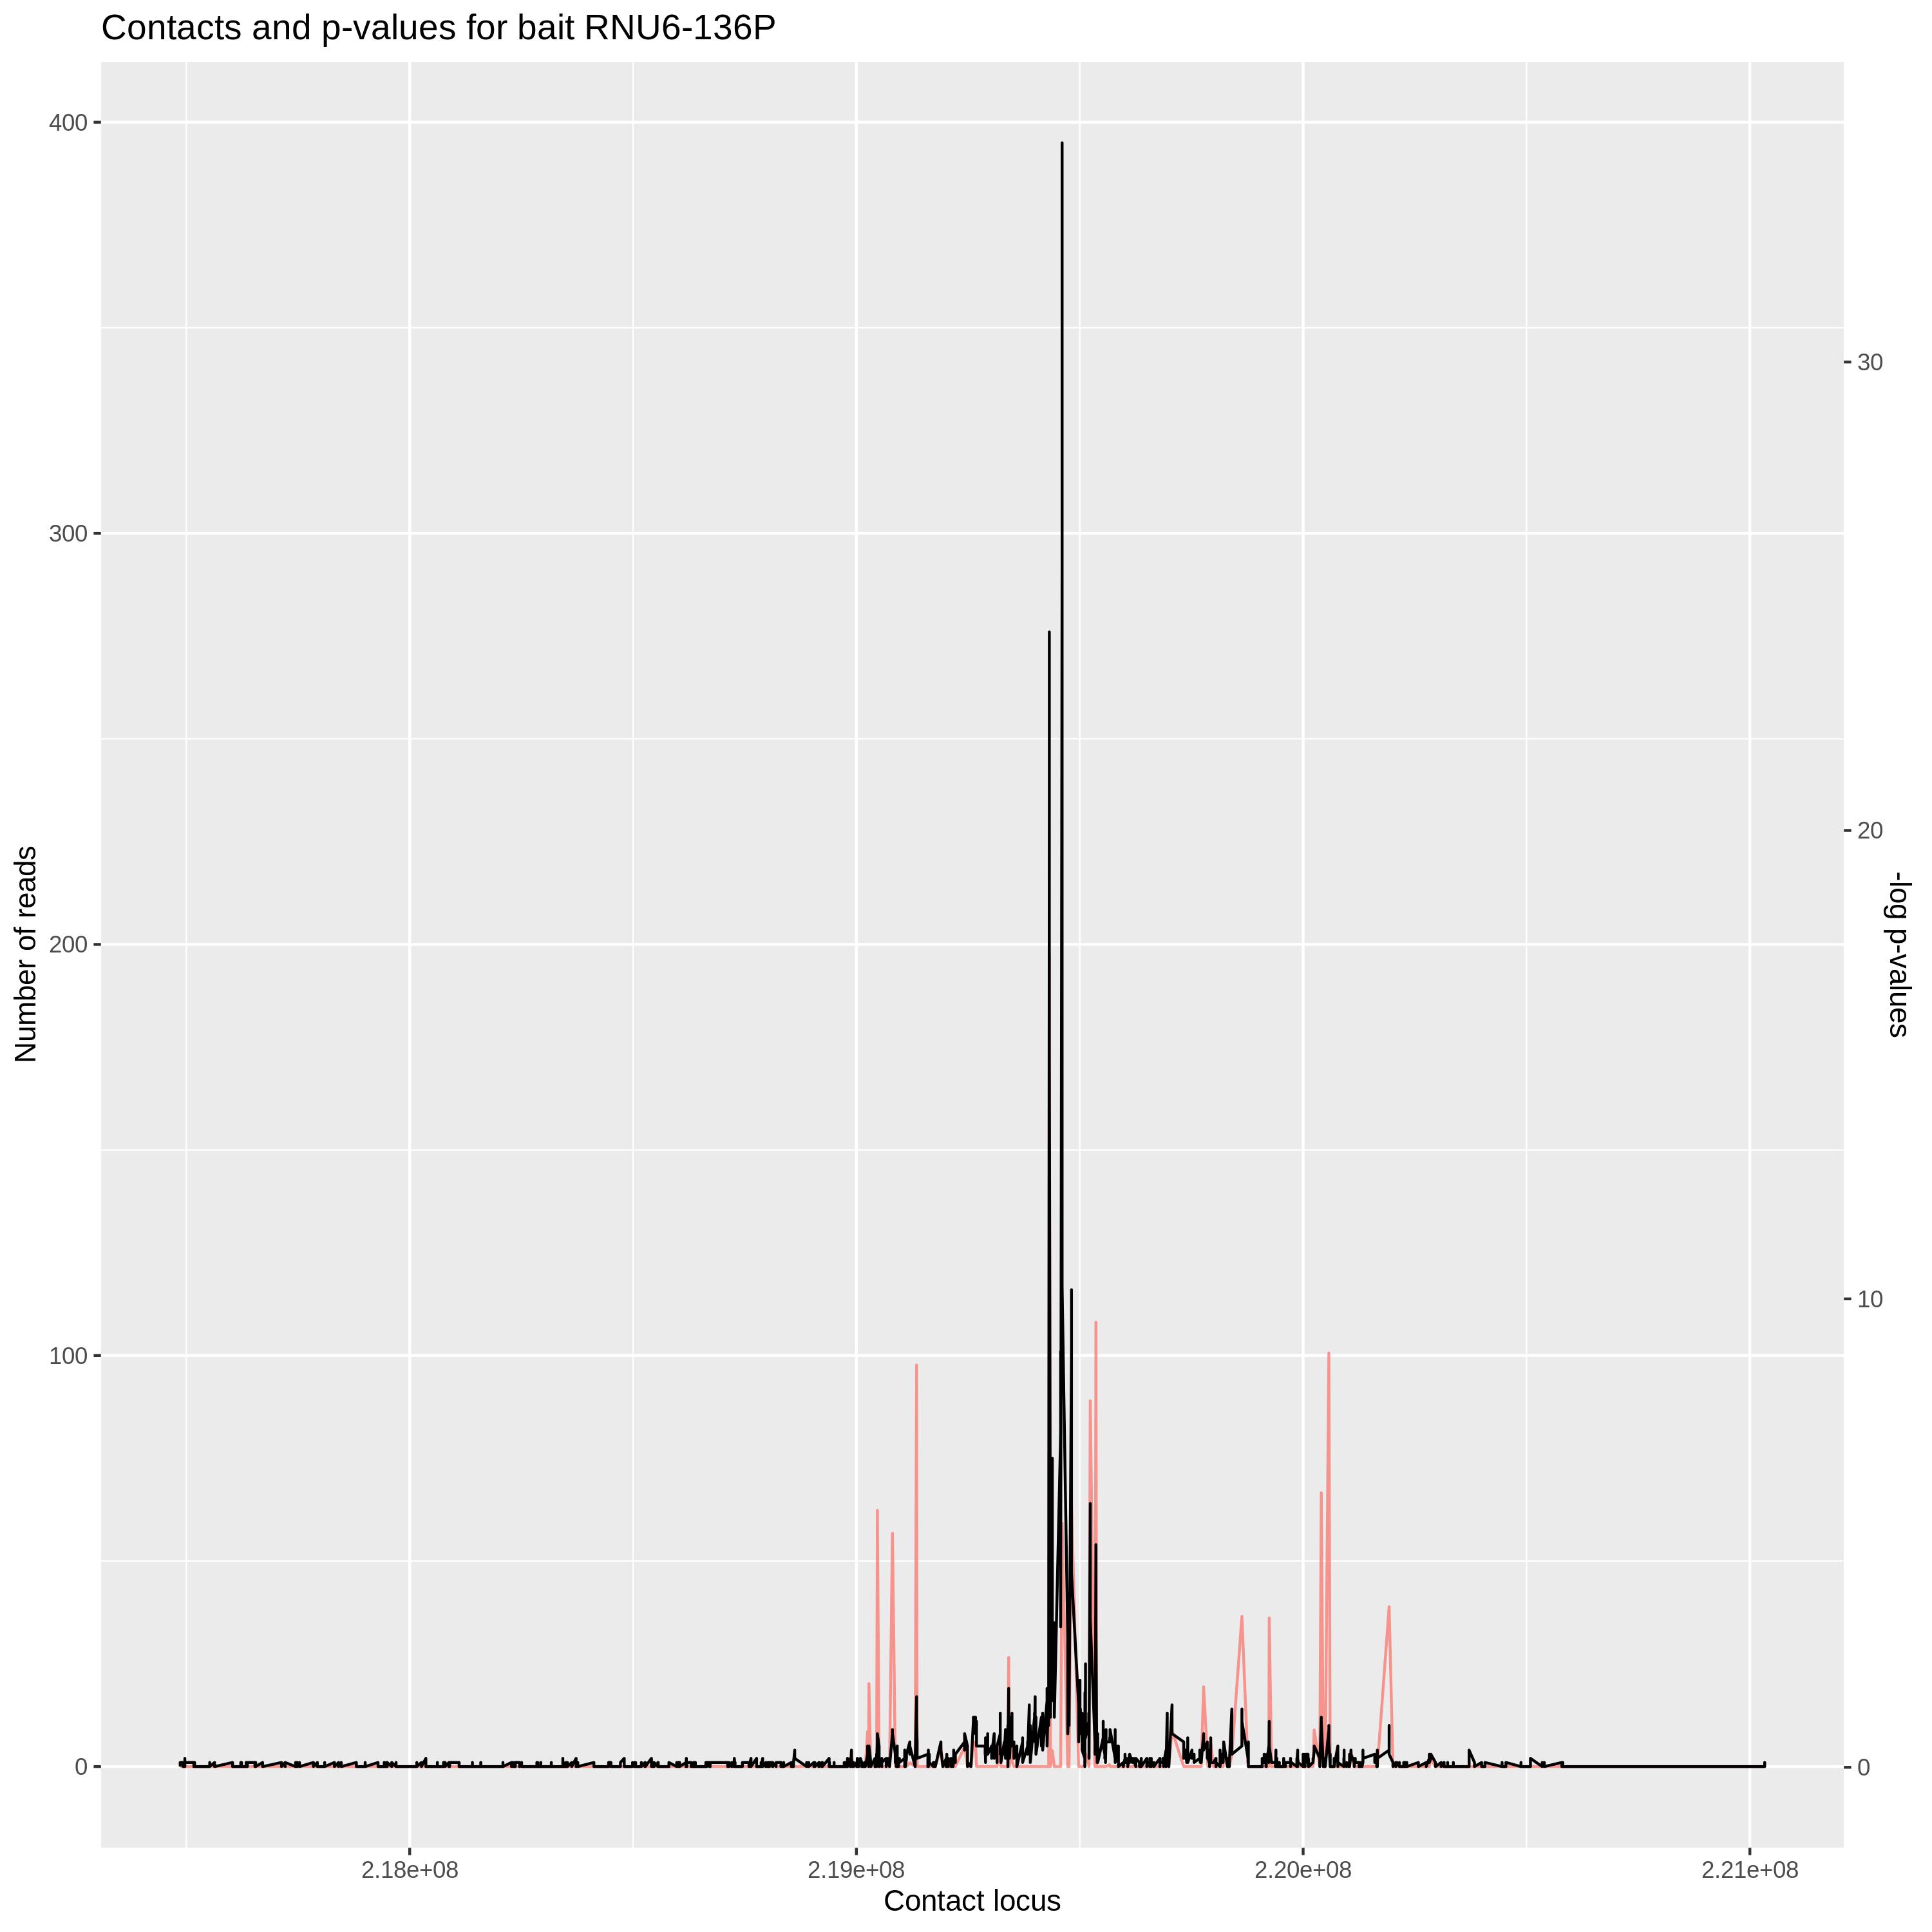 Contacts and p-values for bait RNU6-136P
400
300
200
100
0
30
20
10
0
Number of reads
-log p-values
2.18e+08
2.19e+08
2.20e+08
2.21e+08
Contact locus